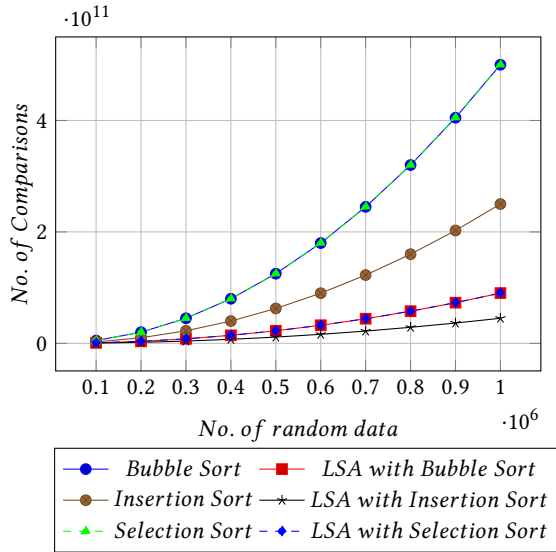 ·10^11
4
2
0
No. of Comparisons
0.1 0.2 0.3 0.4 0.5 0.6 0.7 0.8 0.9 1
No. of random data
·10^6
Bubble Sort LSA with Bubble Sort
Insertion Sort LSA with Insertion Sort
Selection Sort LSA with Selection Sort